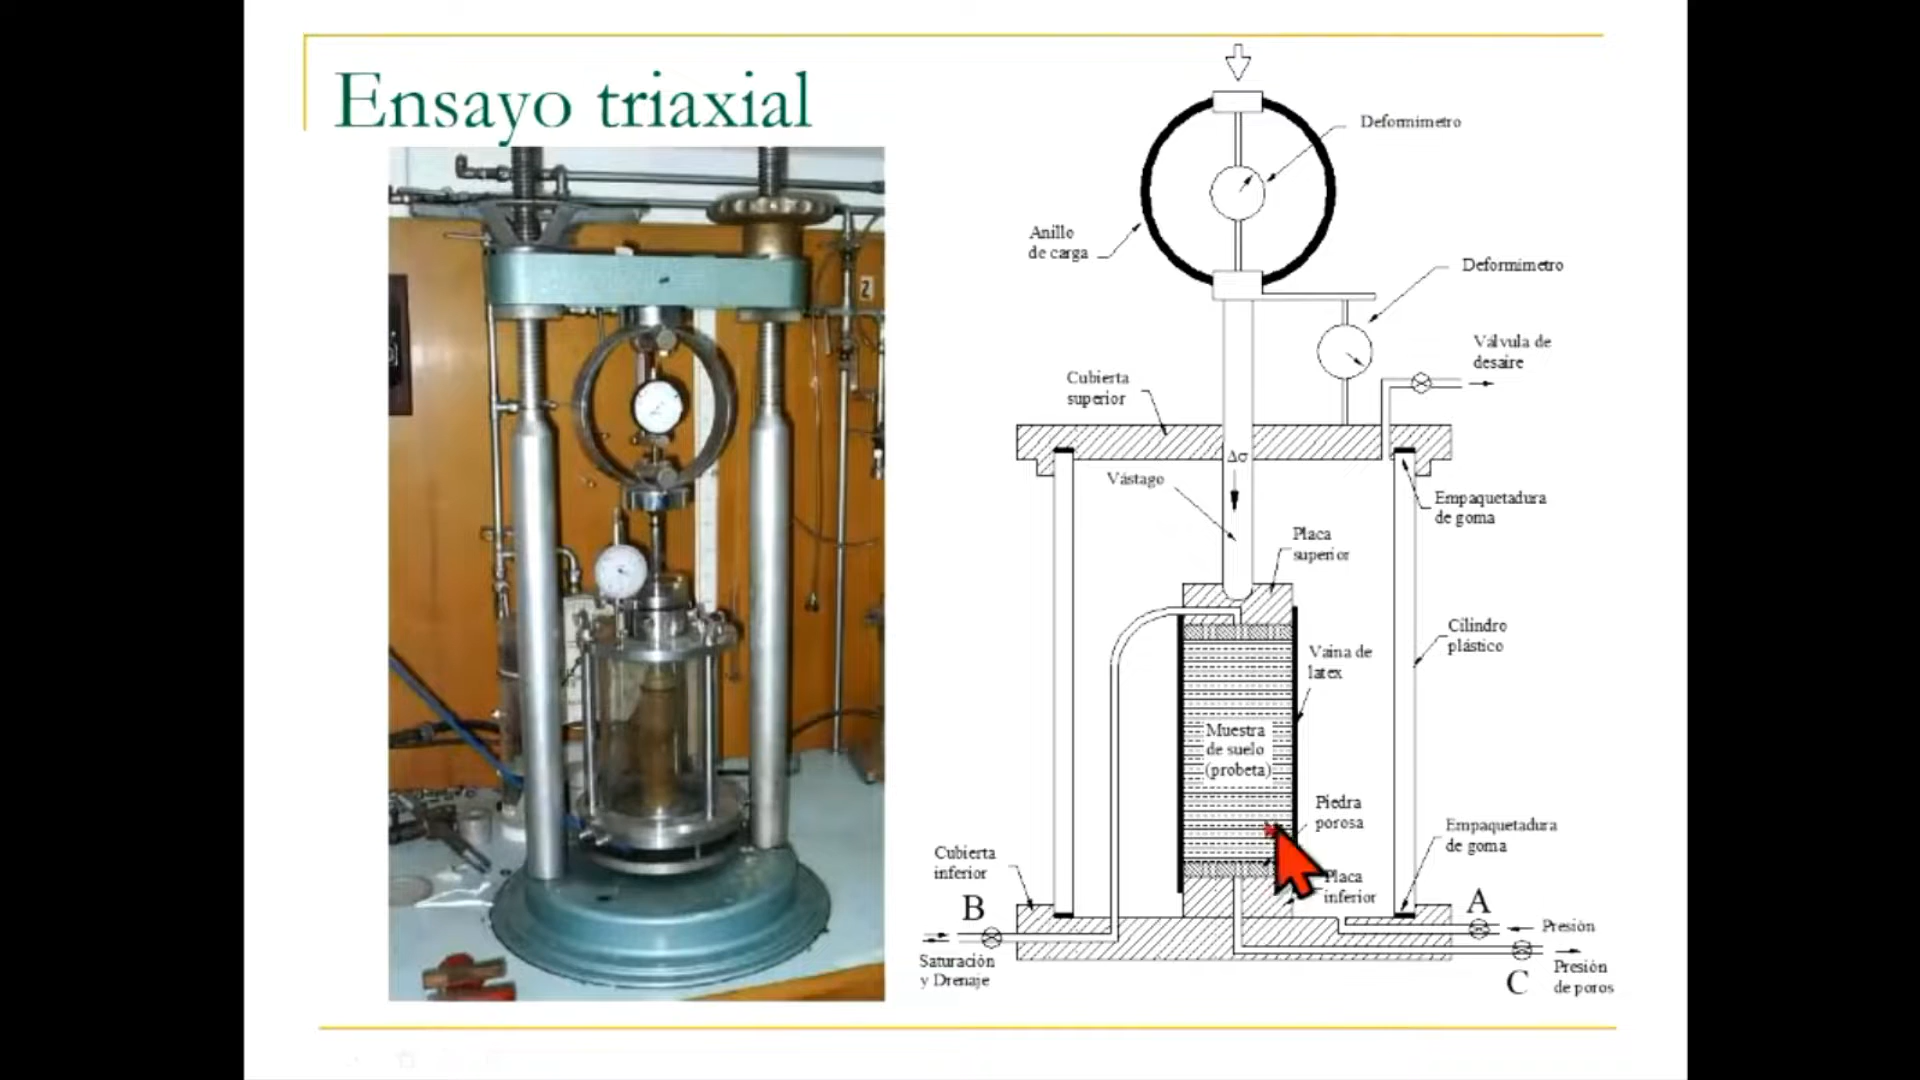 Ensayo triaxial
2
Deformimetro
Anillo
de carga
Deformimetro
Válvula de
desaire
Cubierta
superior
Δσ
Vástago
Empaquetadura
de goma
Placa
superior
Cilindro
plástico
Vaina de
latex
Muestra
de suelo
(probeta)
Piedra
porosa
Empaquetadura
de goma
Cubierta
inferior
Placa
inferior
B
A
Presión
Saturación
y Drenaje
C
Presión
de poros